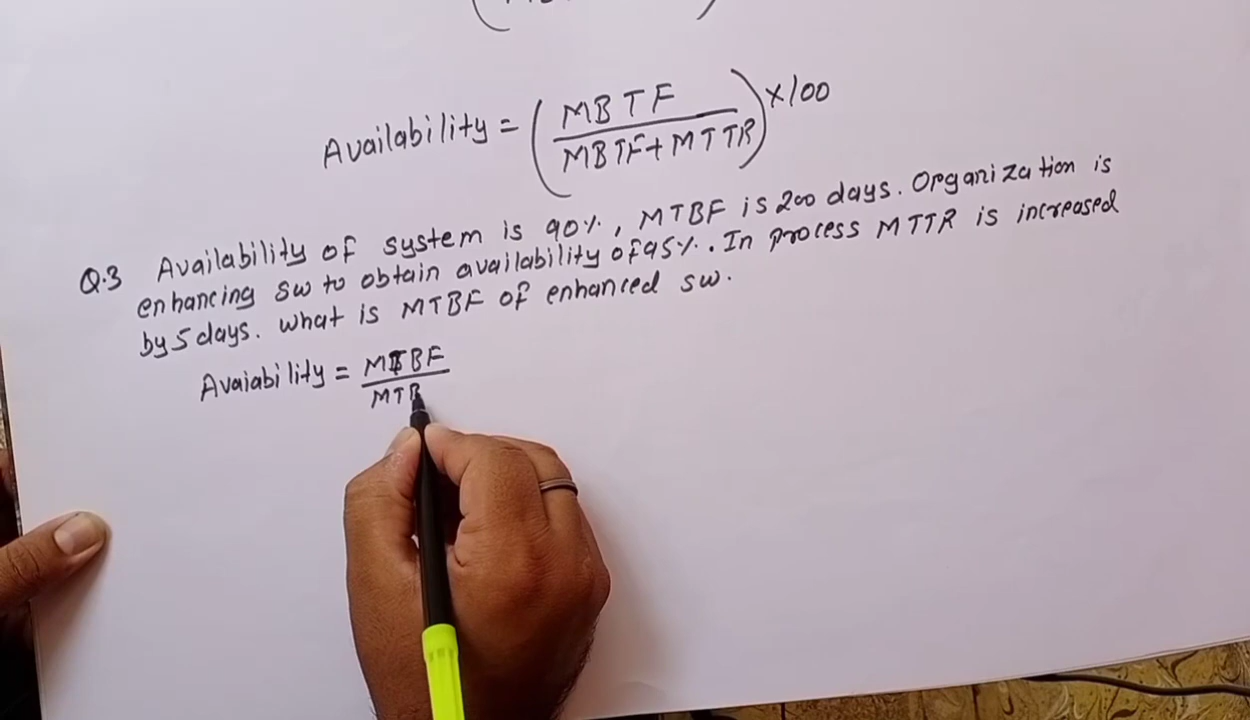 Availability = (MBTF / MBTF + MTTR) × 100
Q.3 Availability of system is 90%, MTBF is 200 days. Organization is
enhancing sw to obtain availability of 95%. In process MTTR is increased
by 5 days. What is MTBF of enhanced sw.
Avaiability = MTBF / MTB